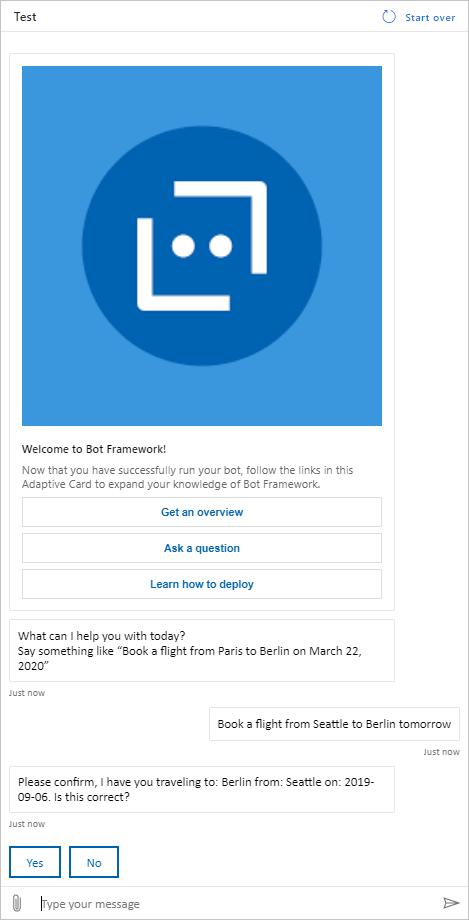 Test
Start over
Welcome to Bot Framework!
Now that you have successfully run your bot, follow the links in this
Adaptive Card to expand your knowledge of Bot Framework.
Get an overview
Ask a question
Learn how to deploy
What can I help you with today?
Say something like “Book a flight from Paris to Berlin on March 22,
2020”
Just now
Book a flight from Seattle to Berlin tomorrow
Just now
Please confirm, I have you traveling to: Berlin from: Seattle on: 2019-
09-06. Is this correct?
Just now
Yes
No
Type your message